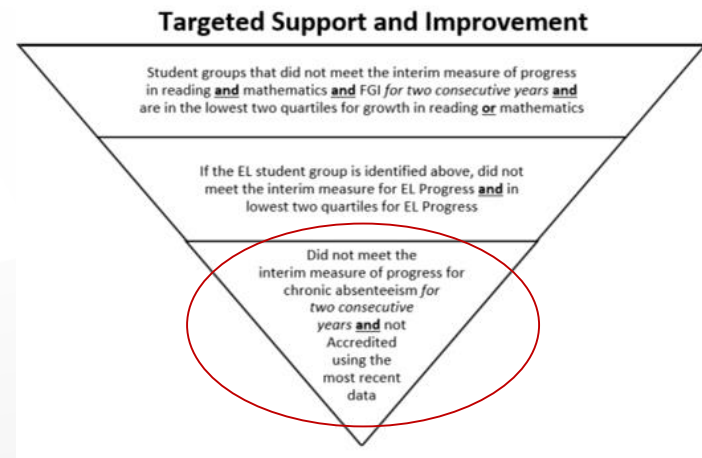 Targeted Support and Improvement
Student groups that did not meet the interim measure of progress
in reading and mathematics and FGI for two consecutive years and
are in the lowest two quartiles for growth in reading or mathematics
If the EL student group is identified above, did not
meet the interim measure for EL Progress and in
lowest two quartiles for EL Progress
Did not meet the
interim measure of progress for
chronic absenteeism for
two consecutive
years and not
Accredited
using the
most recent
data